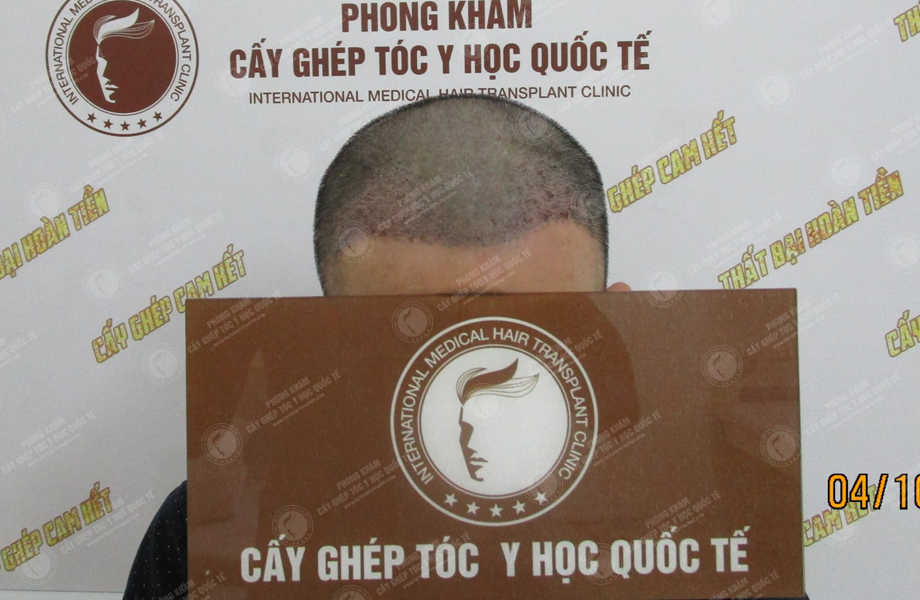 PHÒNG KHÁM
CẤY GHÉP TÓC Y HỌC QUỐC TẾ
INTERNATIONAL MEDICAL HAIR TRANSPLANT CLINIC
INTERNATIONAL MEDICAL HAIR TRANSPLANT CLINIC
GHÉP CAM KẾT
BẠI HOÀN TIỀN
THẤT BẠI HOÀN TIỀN
CẤY GHÉP CAM KẾT
INTERNATIONAL MEDICAL HAIR TRANSPLANT CLINIC
GHÉP CAM KẾT
04/10
CẤY GHÉP TÓC Y HỌC QUỐC TẾ